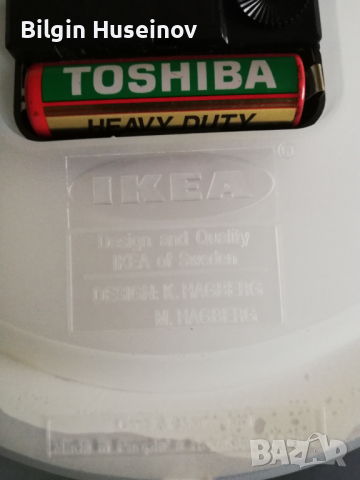 Bilgin Huseinov
TOSHIBA
HEAVY DUTY
IKEA®
Design and Quality
IKEA of Sweden
DESIGN: K. HAGBERG
M. HAGBERG
BAZAR